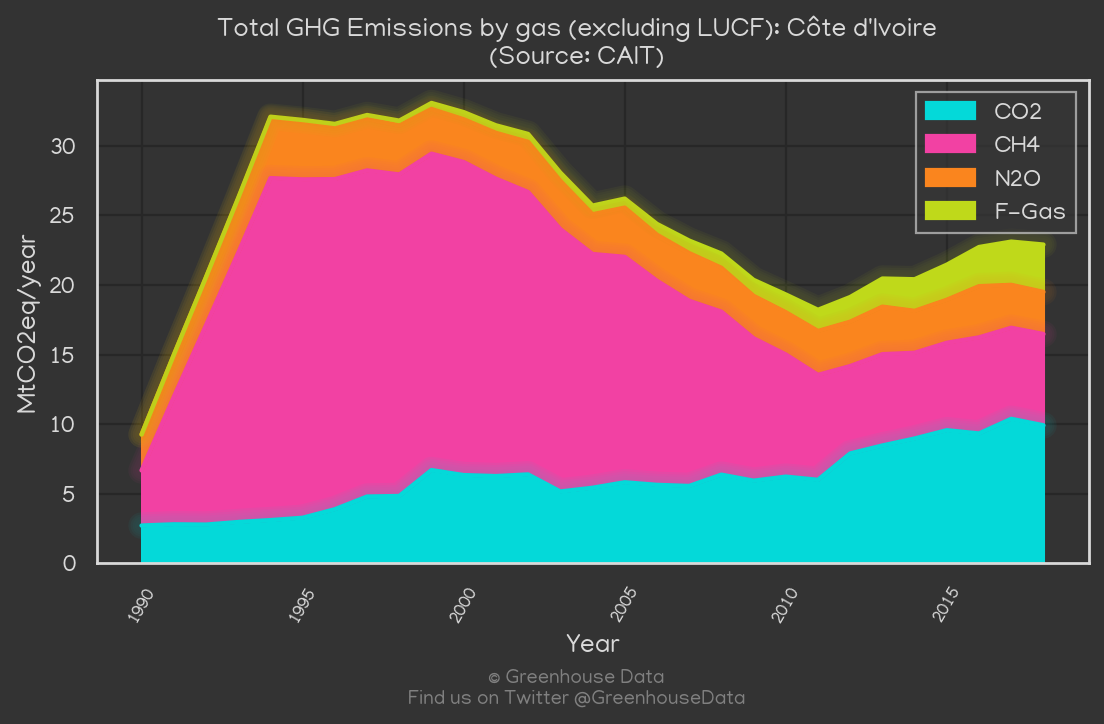 Total GHG Emissions by gas (excluding LUCF): Côte d'Ivoire
(Source: CAIT)
CO2
CH4
N2O
F-Gas
MtCO2eq/year
30
25
20
15
10
5
0
1990
1995
2000
2005
2010
2015
Year
© Greenhouse Data
Find us on Twitter @GreenhouseData